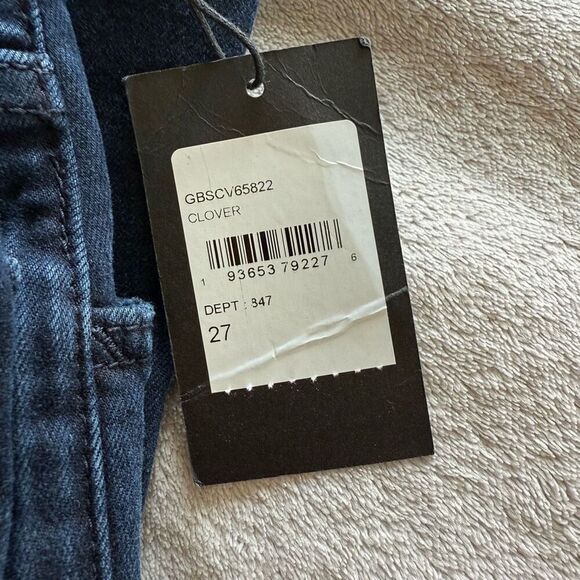 GBSCV65822
CLOVER
1 93653 79227 6
DEPT : 847
27